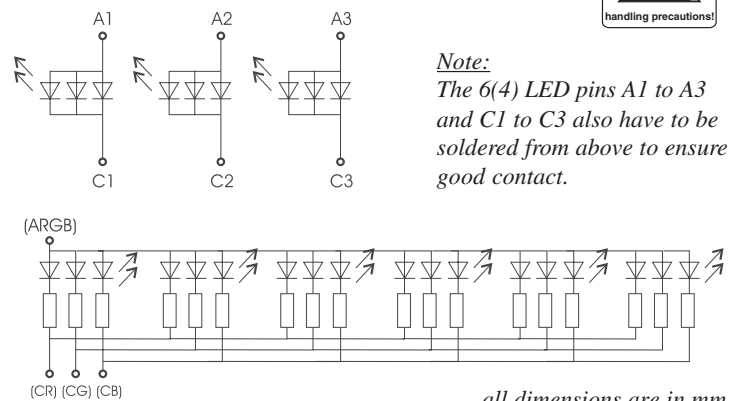 A1 A2 A3
handling precautions!
Note:
The 6(4) LED pins A1 to A3
and C1 to C3 also have to be
soldered from above to ensure
good contact.
C1 C2 C3
(ARGB)
(CR) (CG) (CB)
all dimensions are in mm